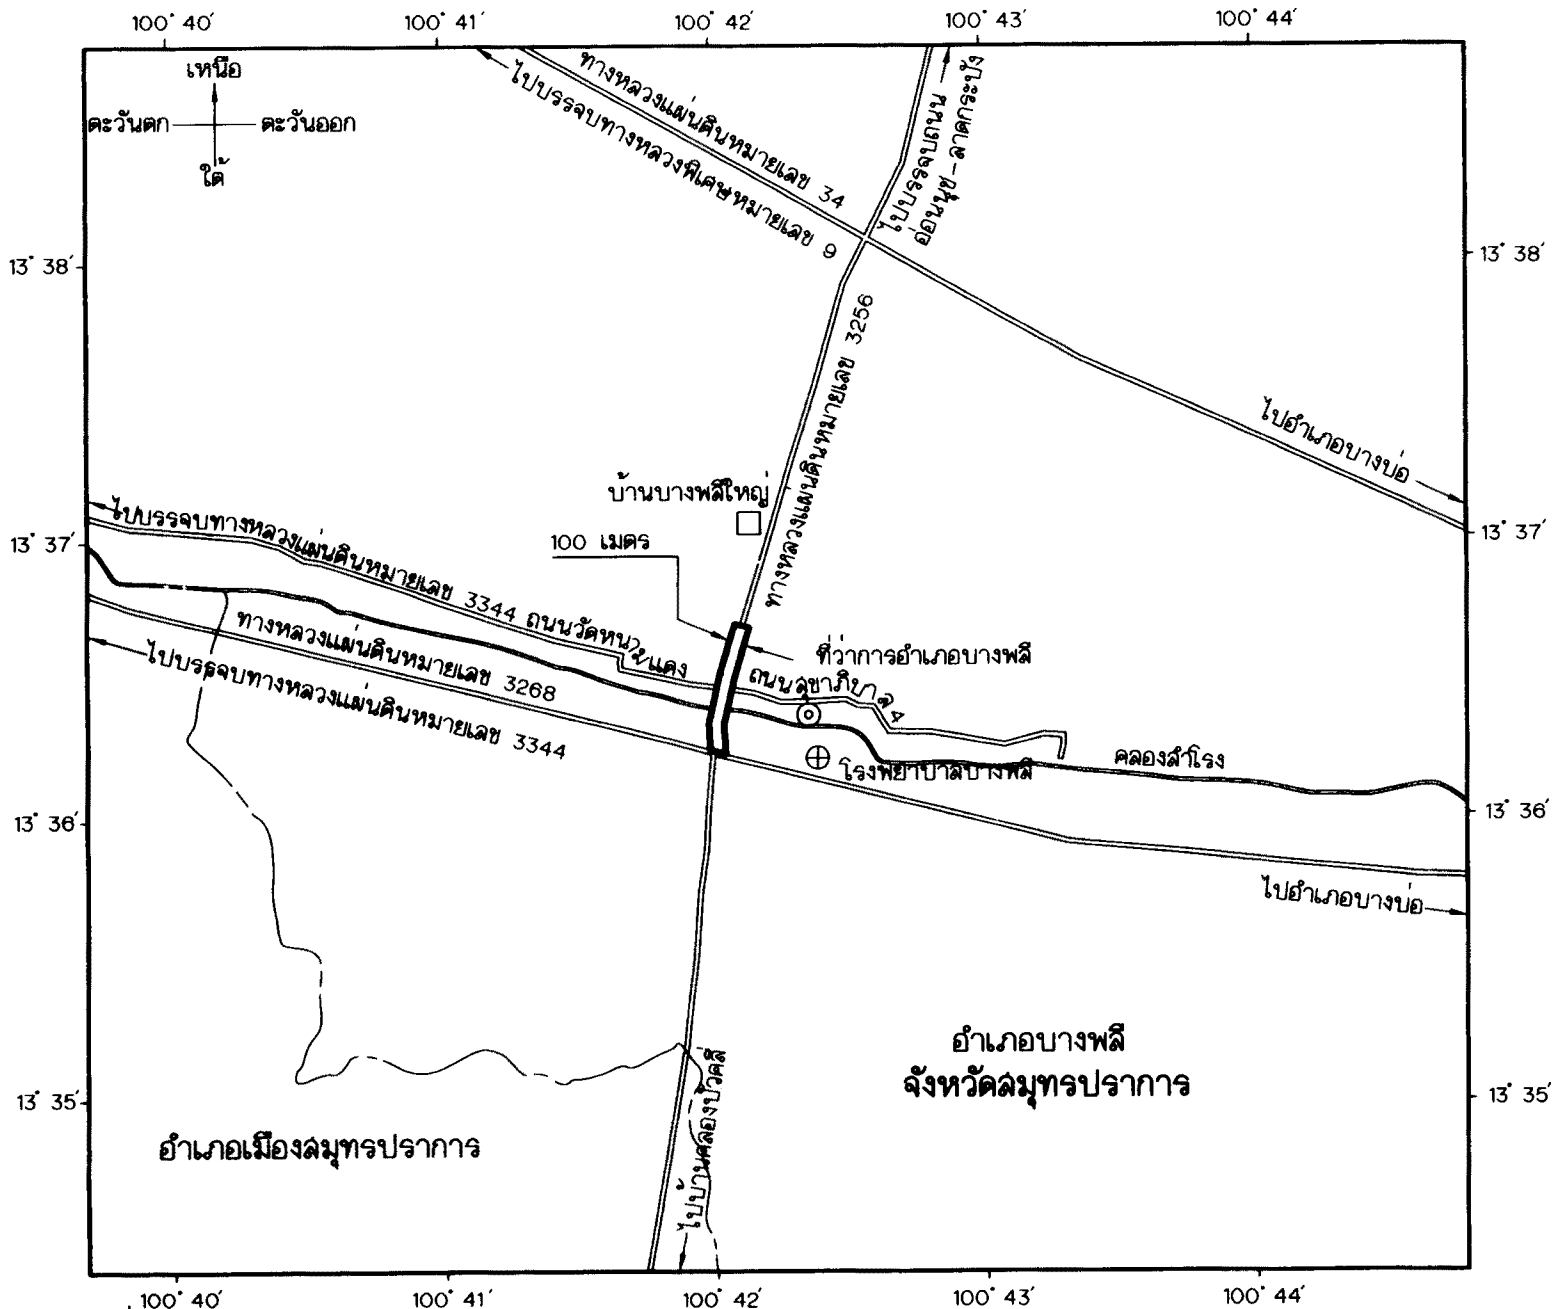 100° 40′ 100° 41′ 100° 42′ 100° 43′ 100° 44′
เหนือ
ตะวันตก ตะวันออก
ใต้
ทางหลวงแผ่นดินหมายเลข 34
ไปบรรจบทางหลวงพิเศษหมายเลข 9
ไปบรรจบถนน
อ่อนนุช-ลาดกระบัง
13° 38′ 13° 38′
ทางหลวงแผ่นดินหมายเลข 3256
ไปอำเภอบางบ่อ
บ้านบางพลีใหญ่
13° 37′ 13° 37′
100 เมตร
ไปบรรจบทางหลวงแผ่นดินหมายเลข 3344 ถนนวัดหนามแดง
ทางหลวงแผ่นดินหมายเลข 3268
ไปบรรจบทางหลวงแผ่นดินหมายเลข 3344
ที่ว่าการอำเภอบางพลี
ถนนสุขาภิบาล 4
โรงพยาบาลบางพลี
คลองสำโรง
13° 36′ 13° 36′
ไปอำเภอบางบ่อ
อำเภอบางพลี
จังหวัดสมุทรปราการ
13° 35′ 13° 35′
อำเภอเมืองสมุทรปราการ
ไปบ้านคลองบัวคลี่
100° 40′ 100° 41′ 100° 42′ 100° 43′ 100° 44′